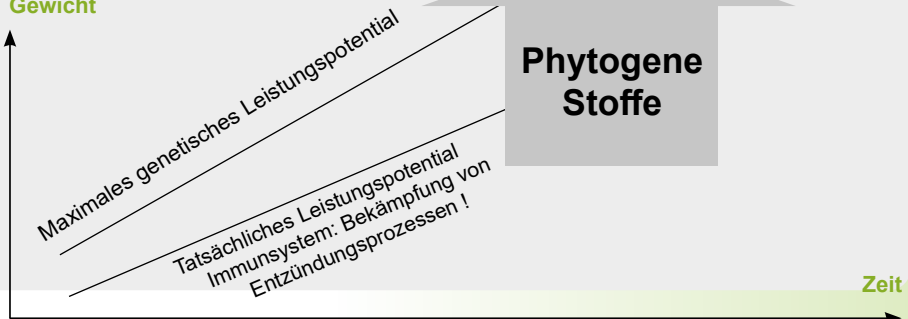 Gewicht
Maximales genetisches Leistungspotential
Phytogene
Stoffe
Tatsächliches Leistungspotential
Immunsystem: Bekämpfung von
Entzündungsprozessen !
Zeit